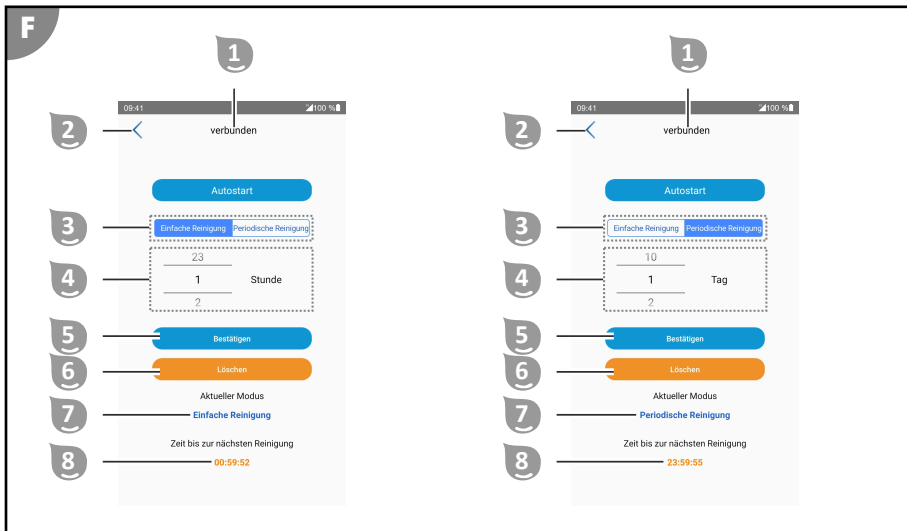 F
1
09:41 100 %
2
verbunden
Autostart
3
Einfache Reinigung Periodische Reinigung
23
4
1 Stunde
2
5
Bestätigen
6
Löschen
Aktueller Modus
7
Einfache Reinigung
Zeit bis zur nächsten Reinigung
8
00:59:52
1
09:41 100 %
2
verbunden
Autostart
3
Einfache Reinigung Periodische Reinigung
10
4
1 Tag
2
5
Bestätigen
6
Löschen
Aktueller Modus
7
Periodische Reinigung
Zeit bis zur nächsten Reinigung
8
23:59:55